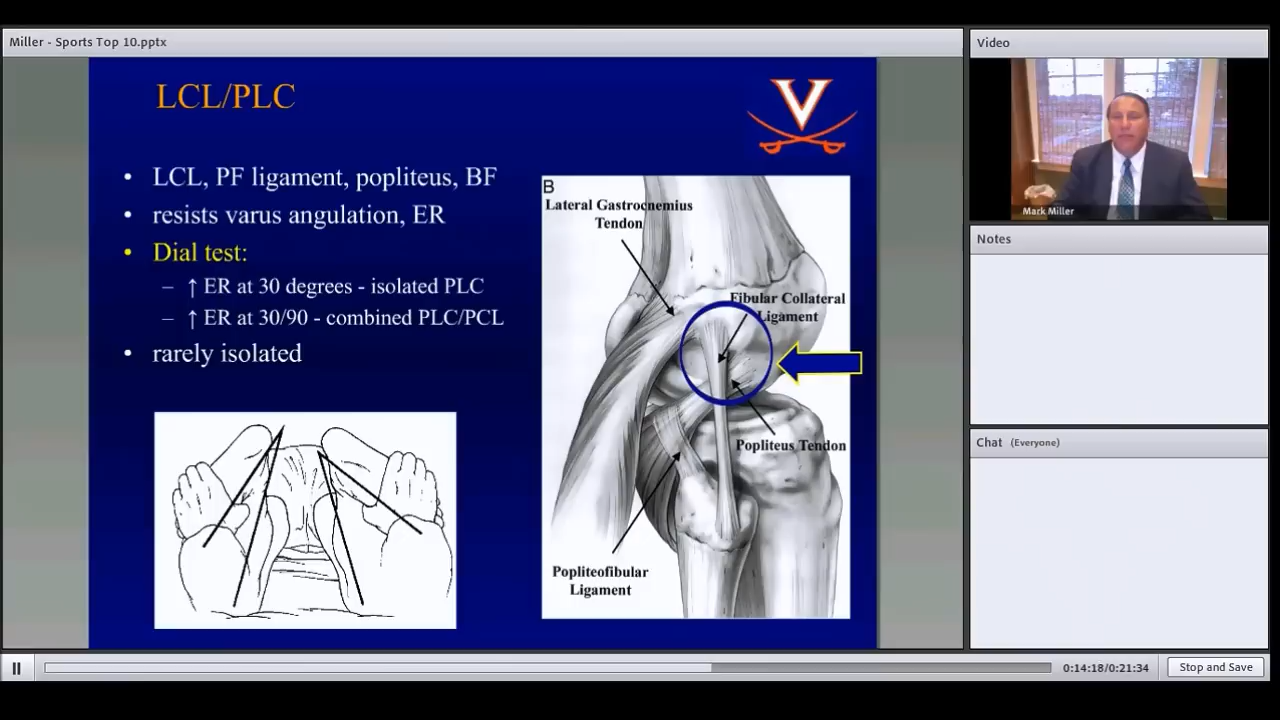 Miller - Sports Top 10.pptx
LCL/PLC
V
• LCL, PF ligament, popliteus, BF
• resists varus angulation, ER
• Dial test:
– ↑ ER at 30 degrees - isolated PLC
– ↑ ER at 30/90 - combined PLC/PCL
• rarely isolated
B
Lateral Gastrocnemius
Tendon
Fibular Collateral
Ligament
Popliteus Tendon
Popliteofibular
Ligament
Video
Mark Miller
Notes
Chat (Everyone)
0:14:18/0:21:34
Stop and Save